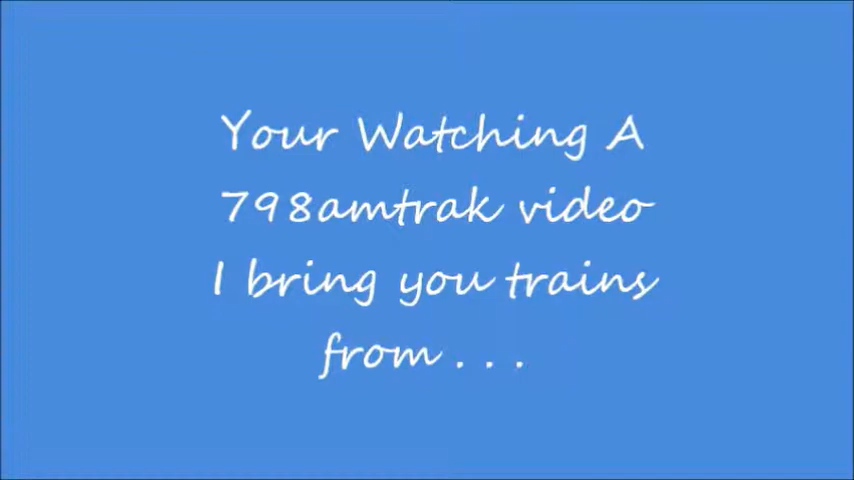 Your Watching A
798amtrak video
I bring you trains
from . . .